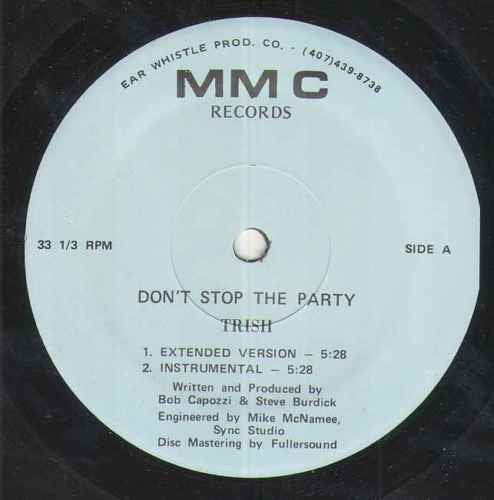 EAR WHISTLE PROD. CO. - (407)439-8738
MMC
RECORDS
33 1/3 RPM
SIDE A
DON'T STOP THE PARTY
TRISH
1. EXTENDED VERSION – 5:28
2. INSTRUMENTAL – 5:28
Written and Produced by
Bob Capozzi & Steve Burdick
Engineered by Mike McNamee,
Sync Studio
Disc Mastering by Fullersound